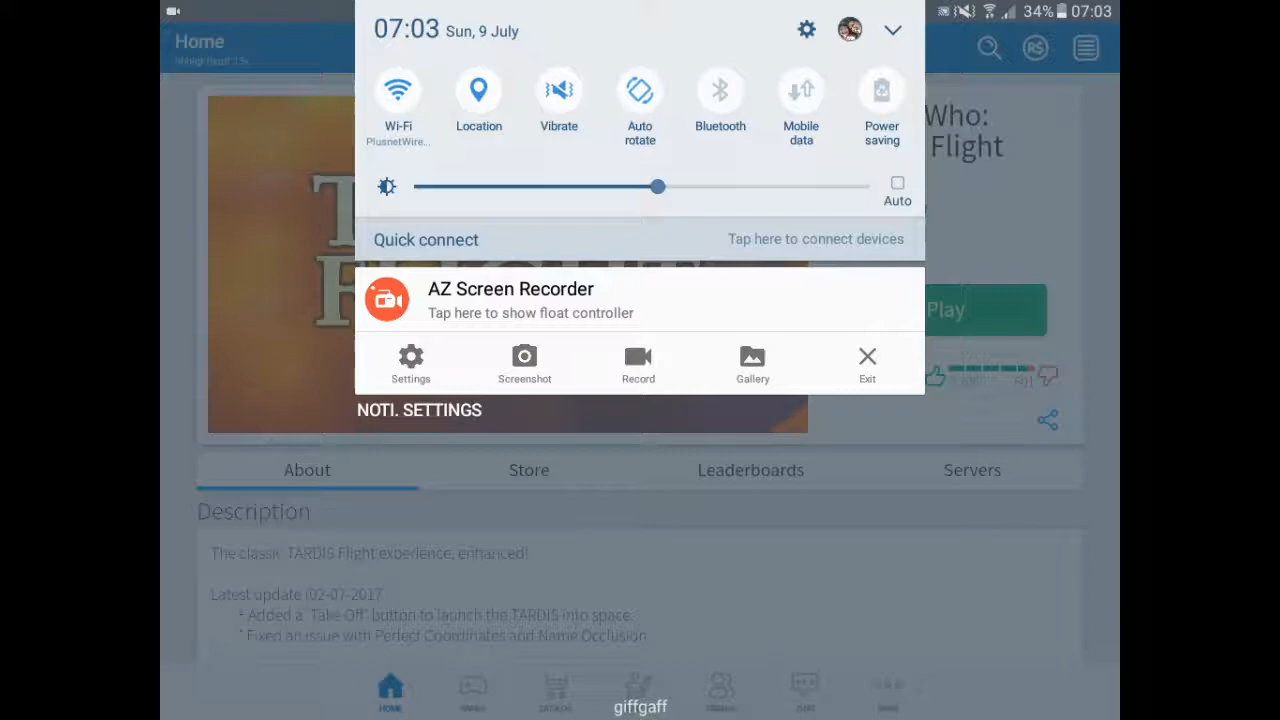 34% 07:03
07:03 Sun, 9 July
Home
RS
Wi-Fi
PlusnetWire...
Location
Vibrate
Auto
rotate
Bluetooth
Mobile
data
Power
saving
Who:
Flight
Auto
Quick connect
Tap here to connect devices
AZ Screen Recorder
Tap here to show float controller
Play
Settings
Screenshot
Record
Gallery
Exit
NOTI. SETTINGS
About
Store
Leaderboards
Servers
Description
The classic TARDIS Flight experience, enhanced!
Latest update (02-07-2017
* Added a 'Take Off' button to launch the TARDIS into space.
* Fixed an issue with Perfect Coordinates and Name Occlusion
HOME
CATALOG
giffgaff